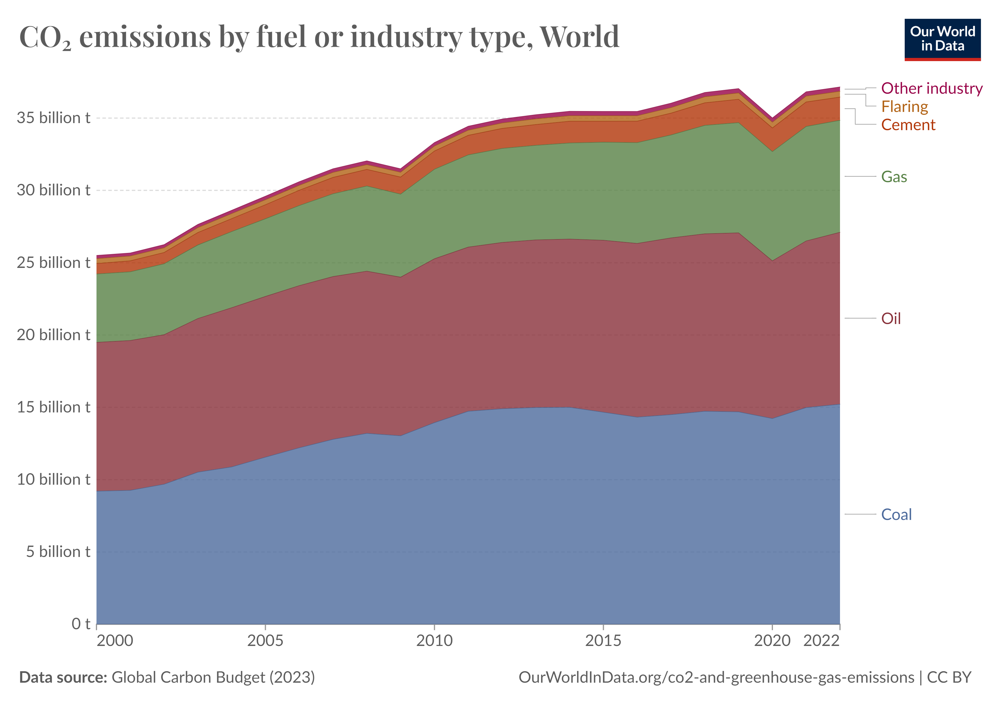 CO₂ emissions by fuel or industry type, World
Our World
in Data
Other industry
Flaring
Cement
Gas
Oil
Coal
35 billion t
30 billion t
25 billion t
20 billion t
15 billion t
10 billion t
5 billion t
0 t
2000 2005 2010 2015 2020 2022
Data source: Global Carbon Budget (2023)
OurWorldInData.org/co2-and-greenhouse-gas-emissions | CC BY